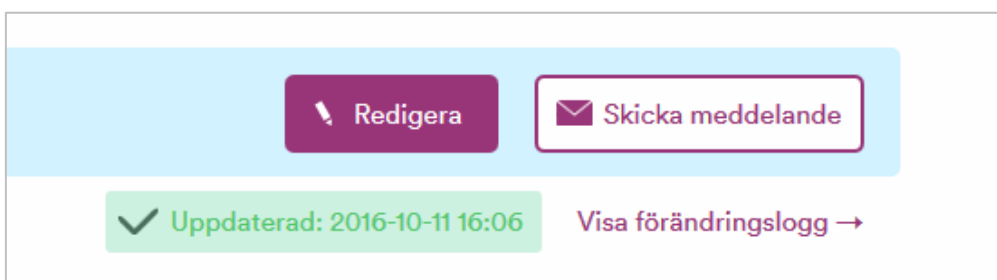 Redigera Skicka meddelande
Uppdaterad: 2016-10-11 16:06 Visa förändringslogg →